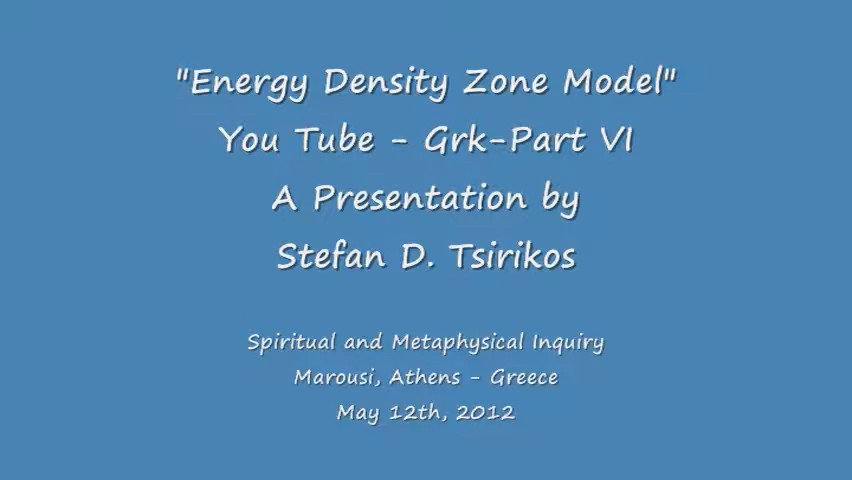 "Energy Density Zone Model"
You Tube - Grk-Part VI
A Presentation by
Stefan D. Tsirikos
Spiritual and Metaphysical Inquiry
Marousi, Athens - Greece
May 12th, 2012